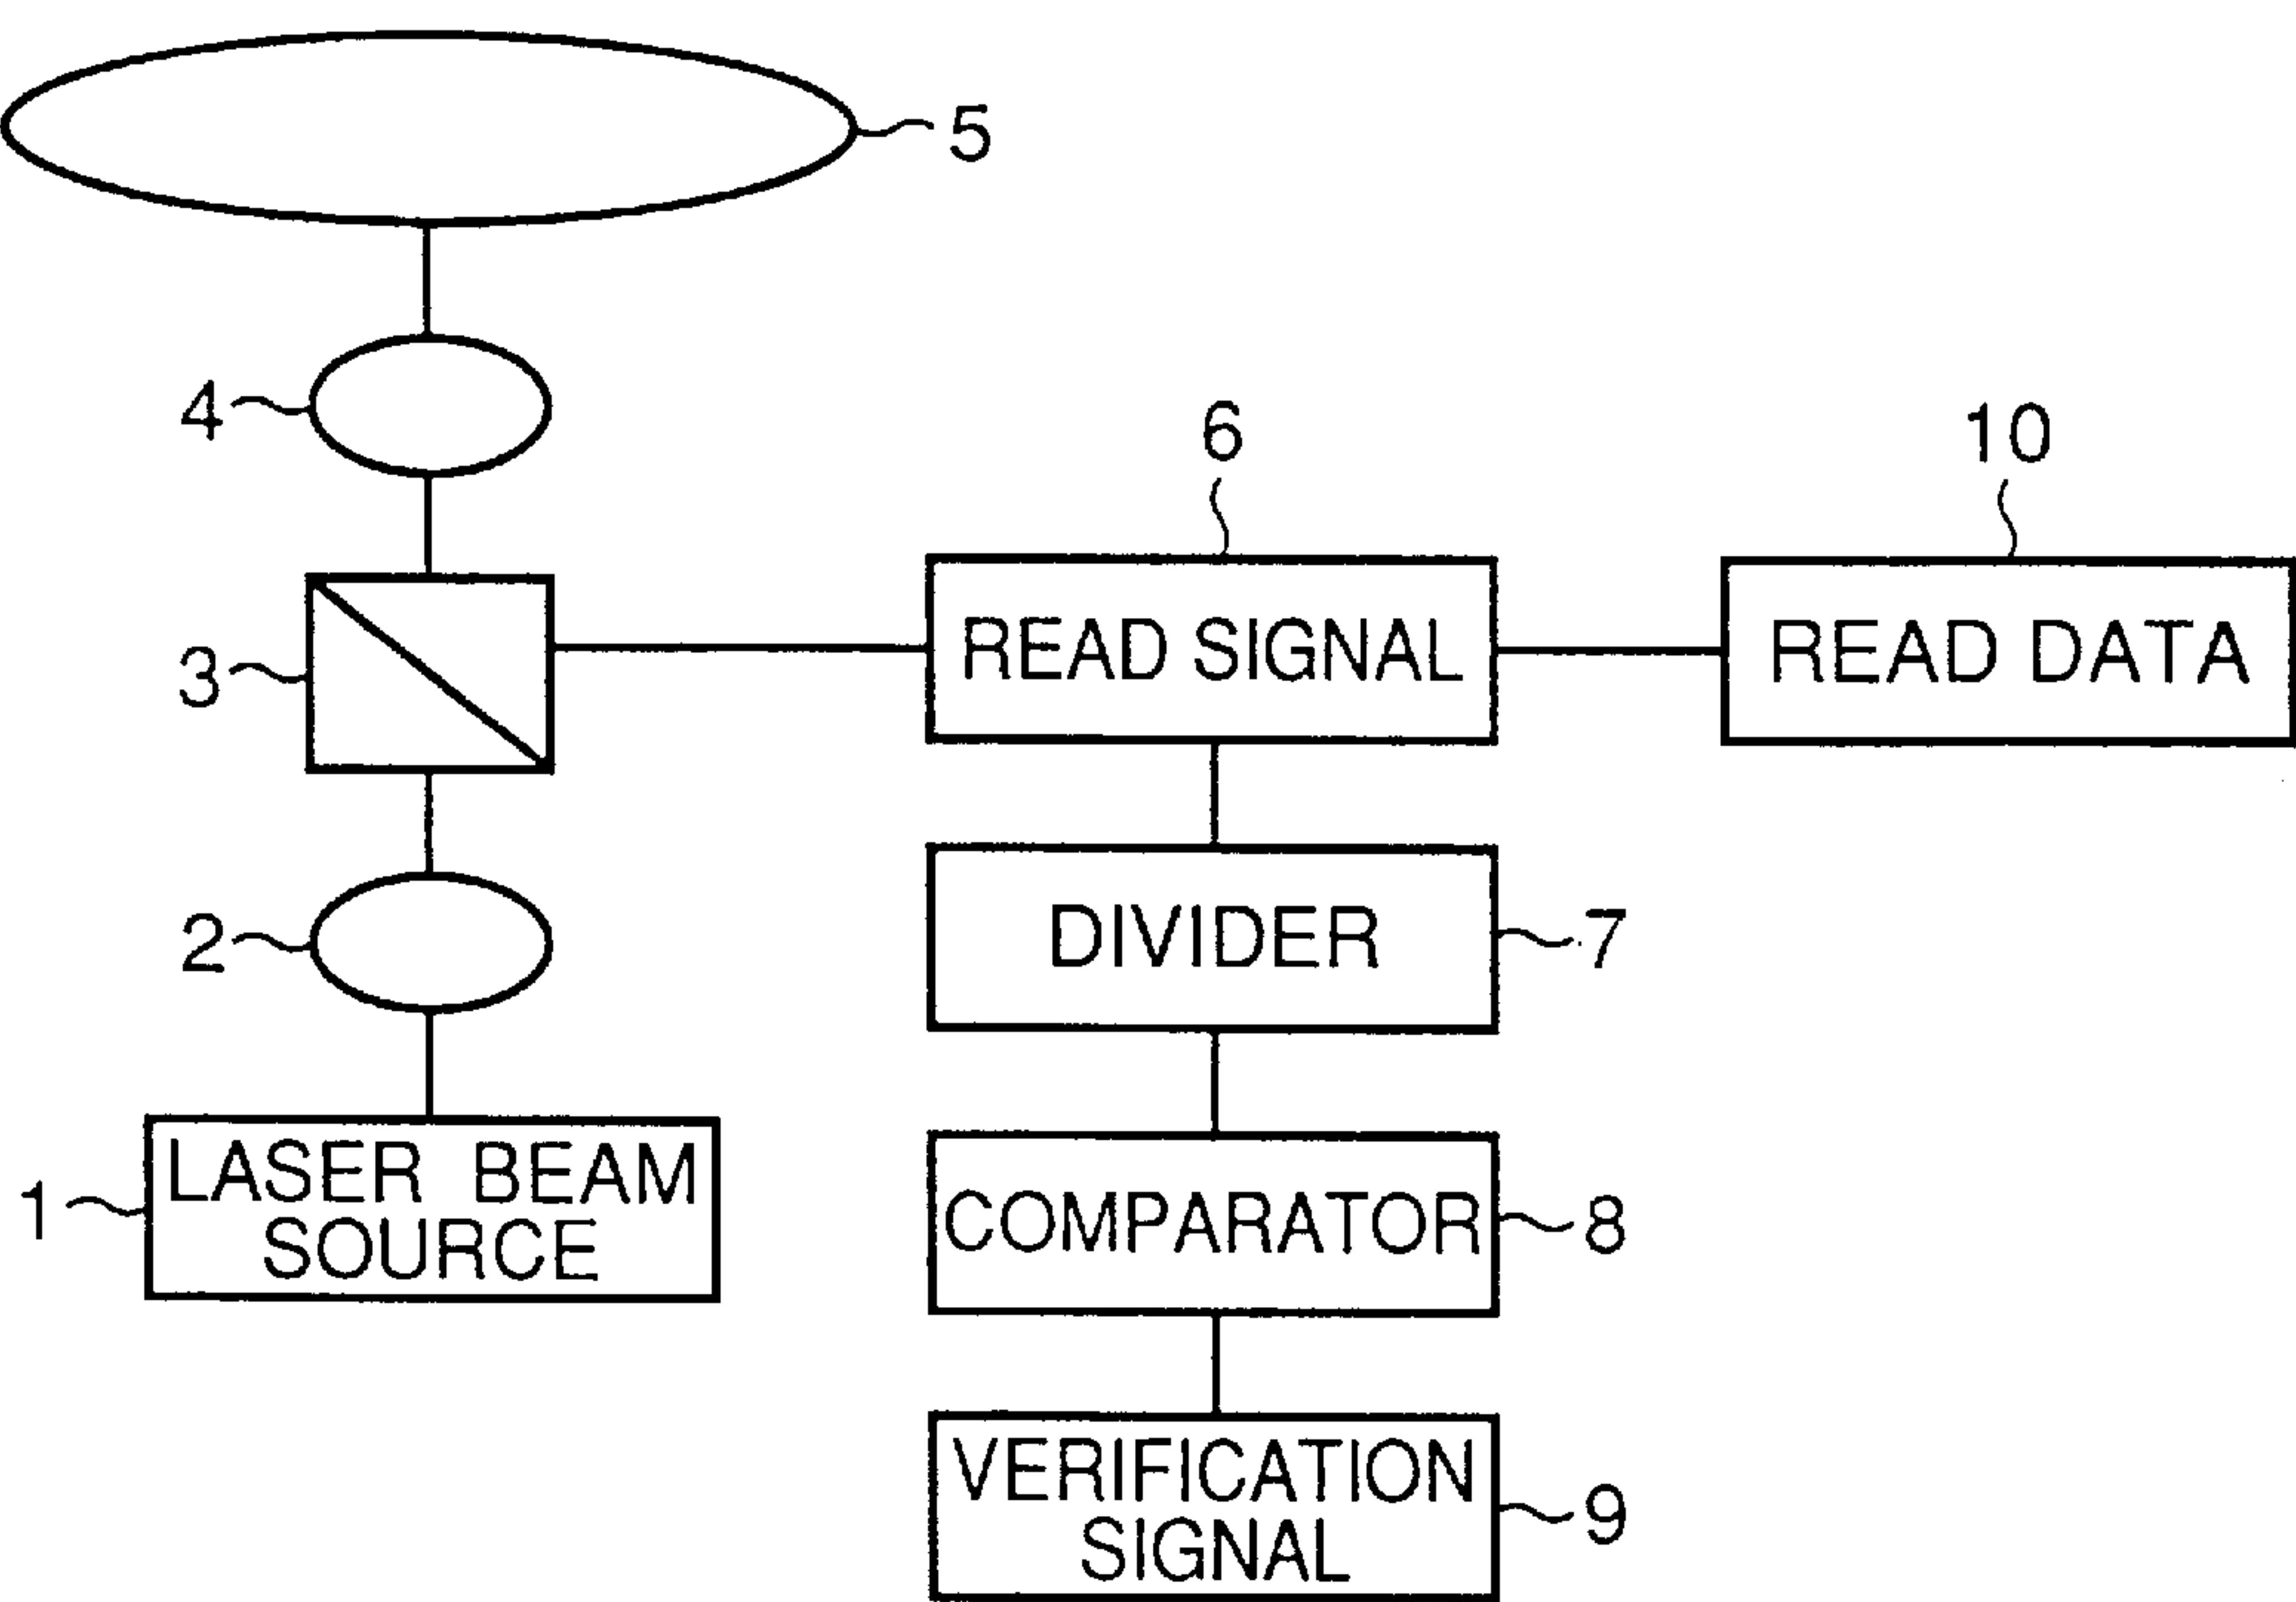 5
4
6
10
3
READ SIGNAL
READ DATA
2
DIVIDER
7
1
LASER BEAM
SOURCE
COMPARATOR
8
VERIFICATION
SIGNAL
9